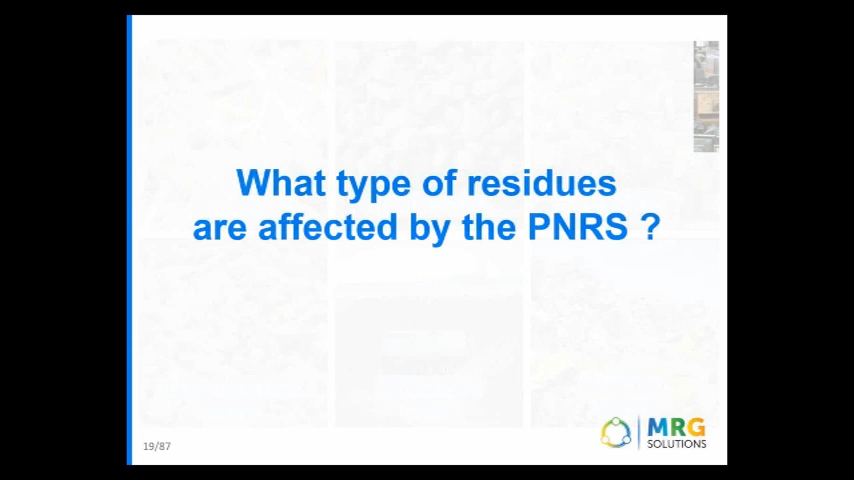 What type of residues
are affected by the PNRS ?
19/87
MRG
SOLUTIONS